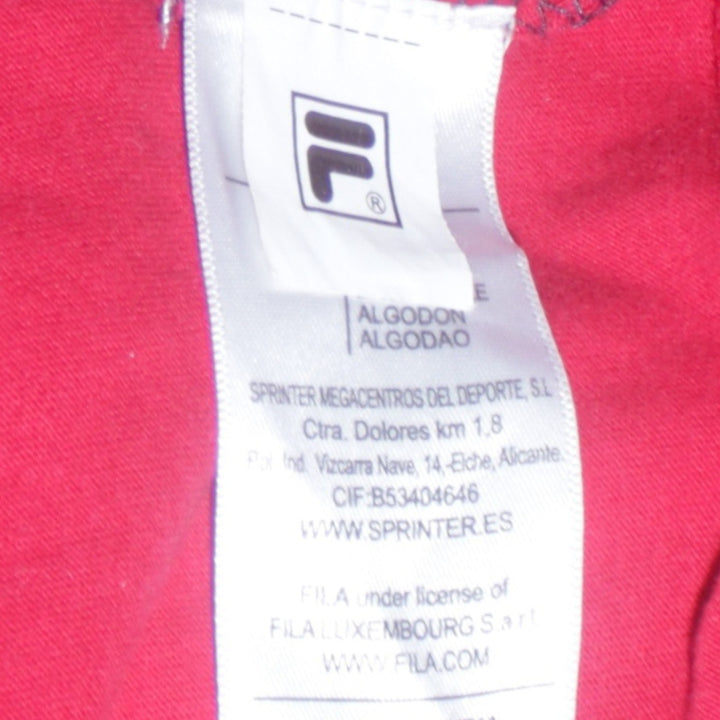 F
®
ALGODON
ALGODAO
SPRINTER MEGACENTROS DEL DEPORTE, S.L
Ctra. Dolores km 1,8
Pol. Ind. Vizcarra Nave, 14,-Elche, Alicante.
CIF:B53404646
WWW.SPRINTER.ES
FILA under license of
FILA LUXEMBOURG S.a r.l
WWW.FILA.COM